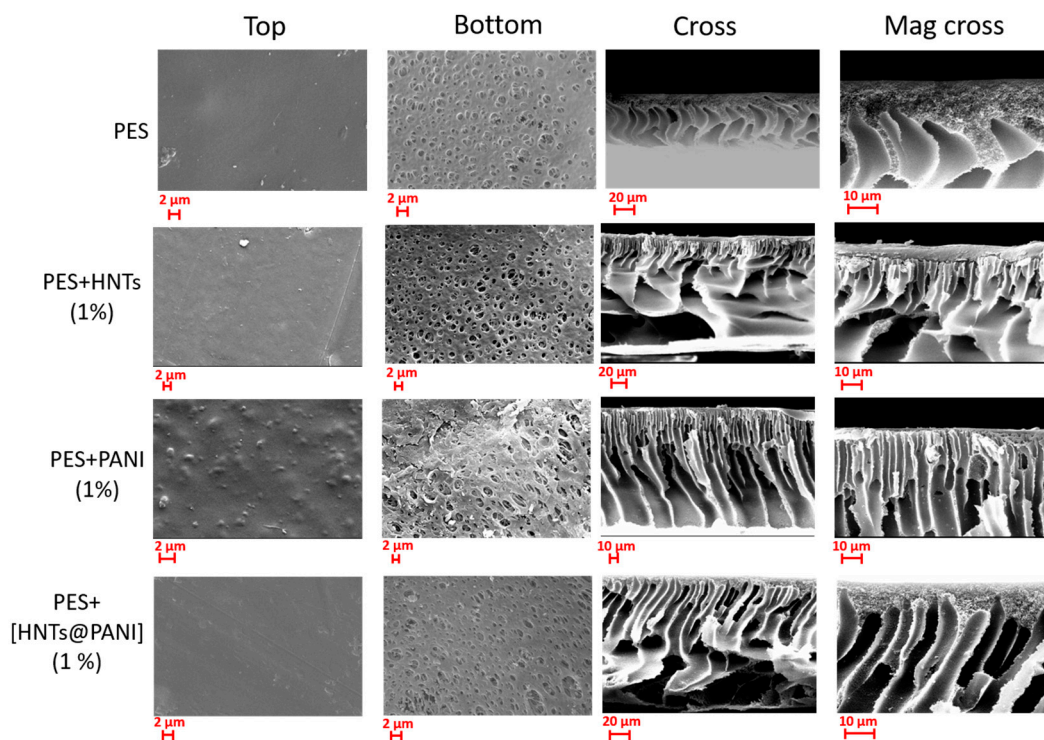 Top Bottom Cross Mag cross
PES
2 µm 2 µm 20 µm 10 µm
PES+HNTs
(1%)
2 µm 2 µm 20 µm 10 µm
PES+PANI
(1%)
2 µm 2 µm 10 µm 10 µm
PES+
[HNTs@PANI]
(1 %)
2 µm 2 µm 20 µm 10 µm